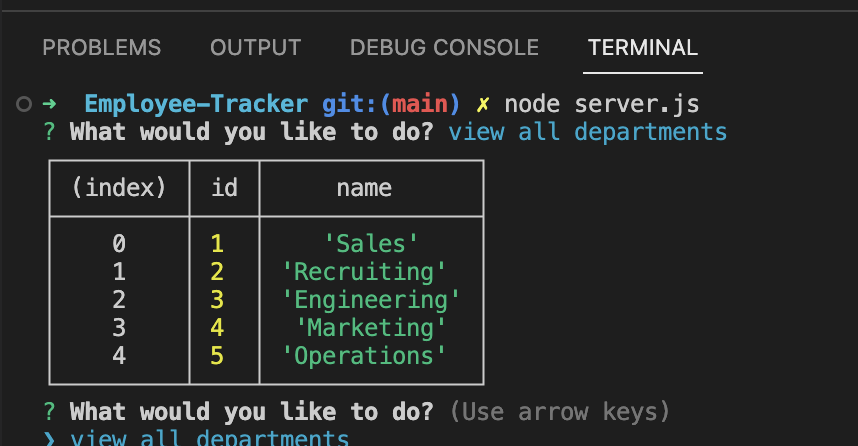 PROBLEMS OUTPUT DEBUG CONSOLE TERMINAL
➜ Employee-Tracker git:(main) ✗ node server.js
? What would you like to do? view all departments
(index) id name
0 1 'Sales'
1 2 'Recruiting'
2 3 'Engineering'
3 4 'Marketing'
4 5 'Operations'
? What would you like to do? (Use arrow keys)
❯ view all departments